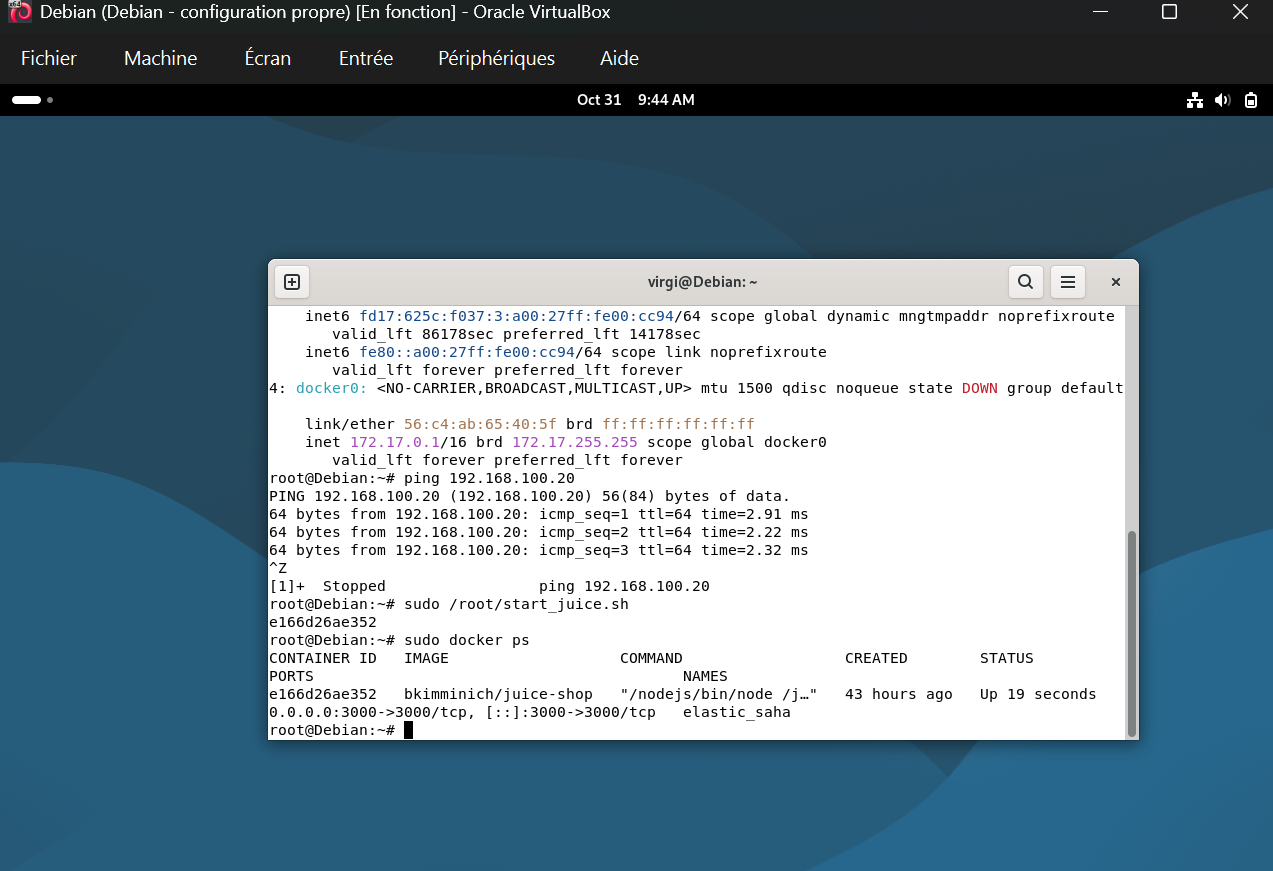 x64
Debian (Debian - configuration propre) [En fonction] - Oracle VirtualBox
Fichier Machine Écran Entrée Périphériques Aide
Oct 31 9:44 AM
virgi@Debian: ~
inet6 fd17:625c:f037:3:a00:27ff:fe00:cc94/64 scope global dynamic mngtmpaddr noprefixroute
valid_lft 86178sec preferred_lft 14178sec
inet6 fe80::a00:27ff:fe00:cc94/64 scope link noprefixroute
valid_lft forever preferred_lft forever
4: docker0: <NO-CARRIER,BROADCAST,MULTICAST,UP> mtu 1500 qdisc noqueue state DOWN group default
link/ether 56:c4:ab:65:40:5f brd ff:ff:ff:ff:ff:ff
inet 172.17.0.1/16 brd 172.17.255.255 scope global docker0
valid_lft forever preferred_lft forever
root@Debian:~# ping 192.168.100.20
PING 192.168.100.20 (192.168.100.20) 56(84) bytes of data.
64 bytes from 192.168.100.20: icmp_seq=1 ttl=64 time=2.91 ms
64 bytes from 192.168.100.20: icmp_seq=2 ttl=64 time=2.22 ms
64 bytes from 192.168.100.20: icmp_seq=3 ttl=64 time=2.32 ms
^Z
[1]+  Stopped                 ping 192.168.100.20
root@Debian:~# sudo /root/start_juice.sh
e166d26ae352
root@Debian:~# sudo docker ps
CONTAINER ID   IMAGE                   COMMAND                  CREATED        STATUS
PORTS                                         NAMES
e166d26ae352   bkimminich/juice-shop   "/nodejs/bin/node /j…"   43 hours ago   Up 19 seconds
0.0.0.0:3000->3000/tcp, [::]:3000->3000/tcp   elastic_saha
root@Debian:~#